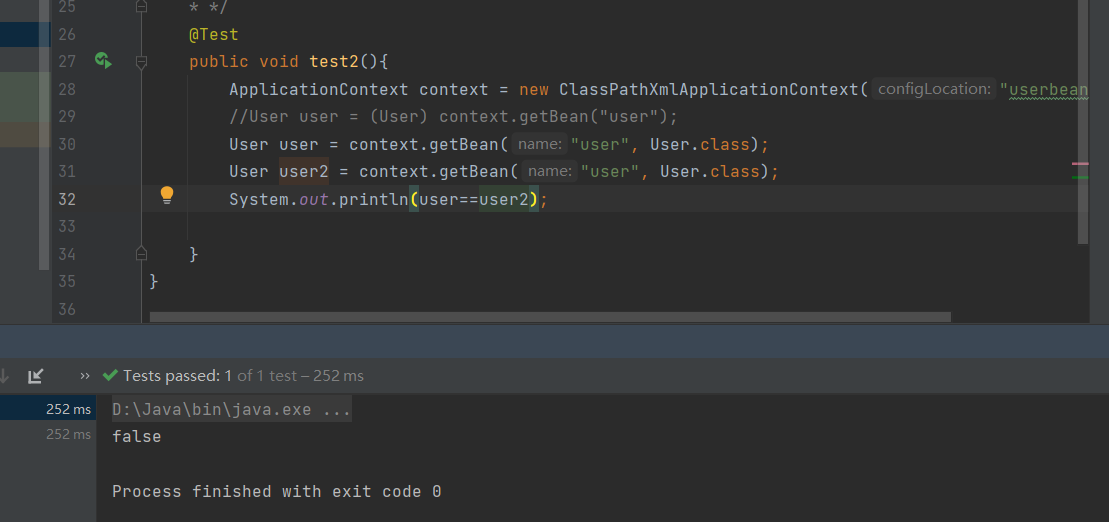 25 * */
26 @Test
27 public void test2(){
28 ApplicationContext context = new ClassPathXmlApplicationContext( configLocation: "userbean
29 //User user = (User) context.getBean("user");
30 User user = context.getBean( name: "user", User.class);
31 User user2 = context.getBean( name: "user", User.class);
32 System.out.println(user==user2);
33
34 }
35 }
36
» Tests passed: 1 of 1 test – 252 ms
252 ms D:\Java\bin\java.exe ...
252 ms false
Process finished with exit code 0